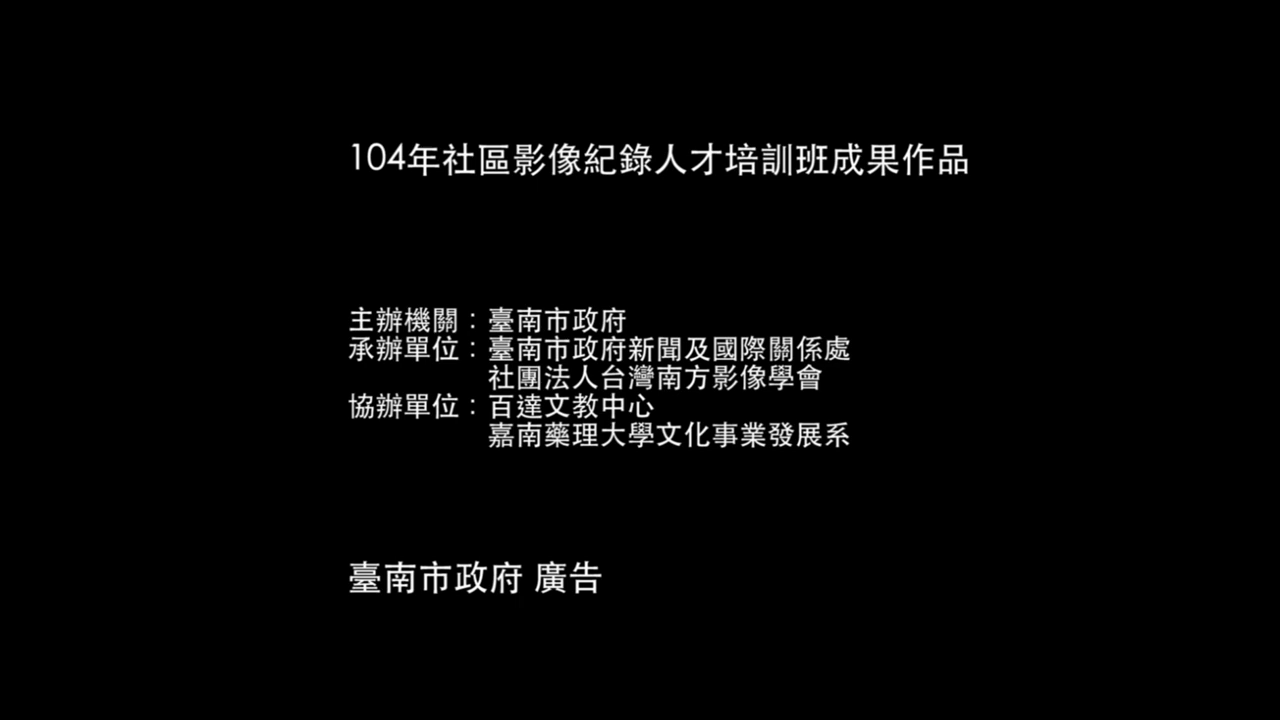 104年社區影像紀錄人才培訓班成果作品
主辦機關：臺南市政府
承辦單位：臺南市政府新聞及國際關係處
社團法人台灣南方影像學會
協辦單位：百達文教中心
嘉南藥理大學文化事業發展系
臺南市政府 廣告